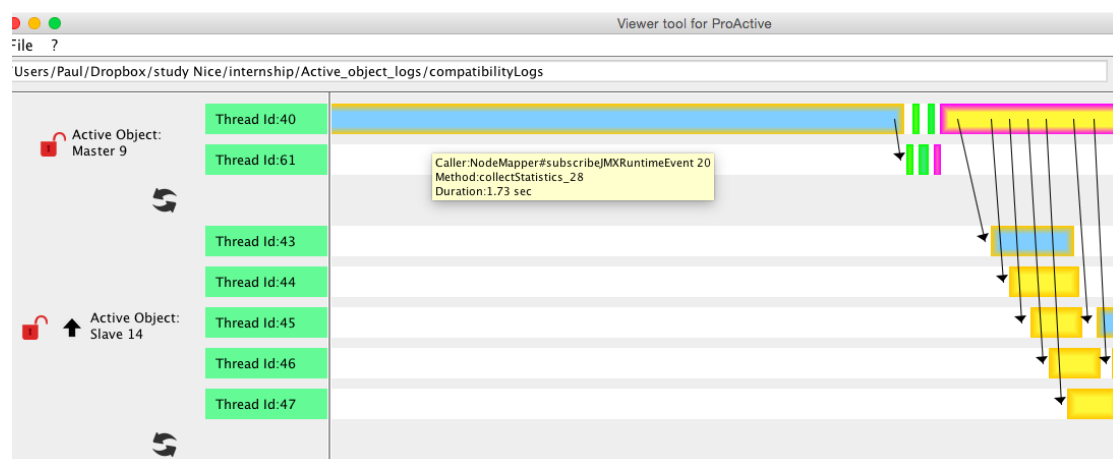 Viewer tool for ProActive
File ?
Users/Paul/Dropbox/study Nice/internship/Active_object_logs/compatibilityLogs
Active Object:
Master 9
Thread Id:40
Thread Id:61
Caller:NodeMapper#subscribeJMXRuntimeEvent 20
Method:collectStatistics_28
Duration:1.73 sec
Active Object:
Slave 14
Thread Id:43
Thread Id:44
Thread Id:45
Thread Id:46
Thread Id:47